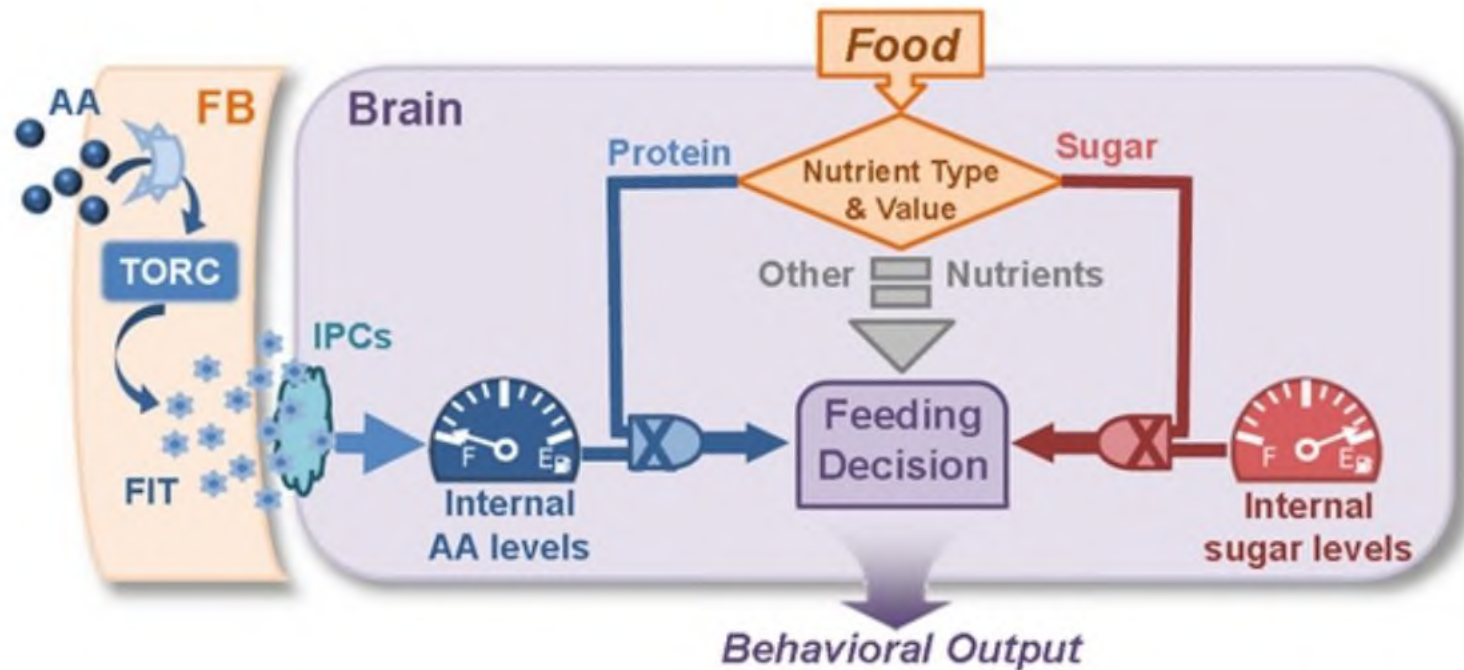 Food
AA
FB
Brain
Protein
Sugar
Nutrient Type
& Value
TORC
Other Nutrients
IPCs
Feeding
Decision
F E
F E
FIT
Internal
AA levels
Internal
sugar levels
Behavioral Output